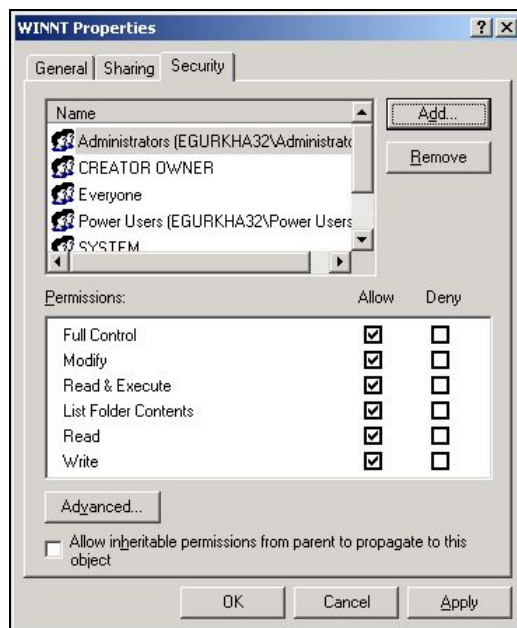 WINNT Properties
General Sharing Security
Name
Add...
Administrators (EGURKHA32\Administrato
Remove
CREATOR OWNER
Everyone
Power Users (EGURKHA32\Power Users
SYSTEM
Permissions: Allow Deny
Full Control
Modify
Read & Execute
List Folder Contents
Read
Write
Advanced...
Allow inheritable permissions from parent to propagate to this
object
OK Cancel Apply